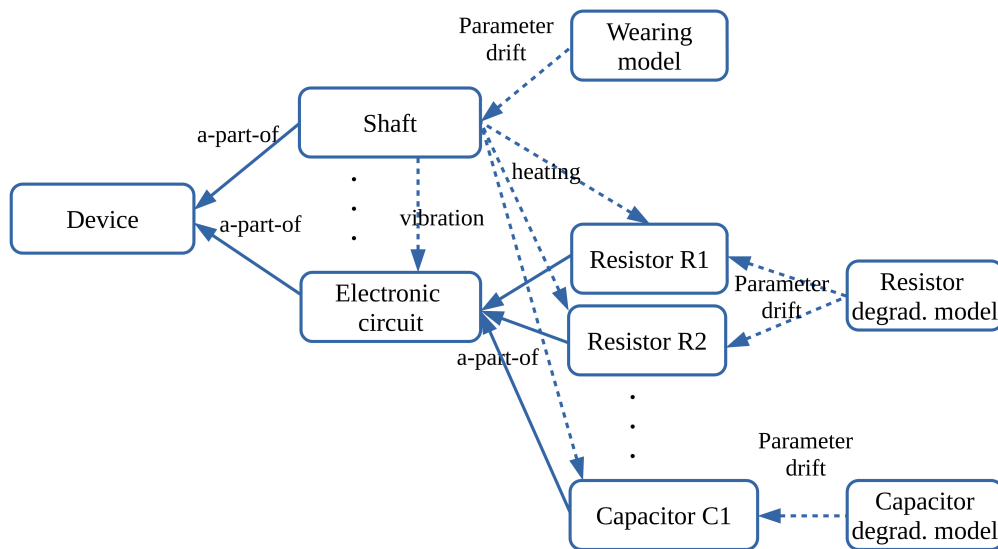 Parameter
drift
Wearing
model
Shaft
a-part-of
heating
Device
a-part-of
vibration
Resistor R1
Electronic
circuit
Parameter
drift
Resistor
degrad. model
Resistor R2
a-part-of
Parameter
drift
Capacitor C1
Capacitor
degrad. model